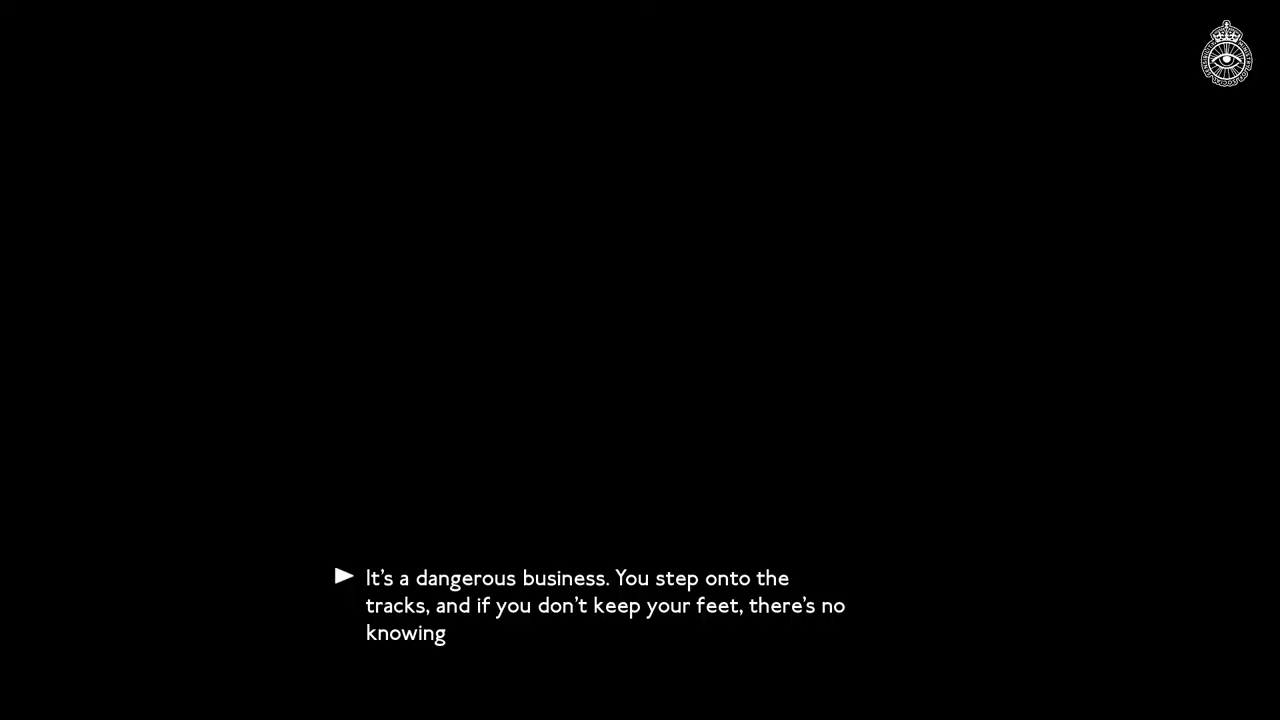 It’s a dangerous business. You step onto the
tracks, and if you don’t keep your feet, there’s no
knowing